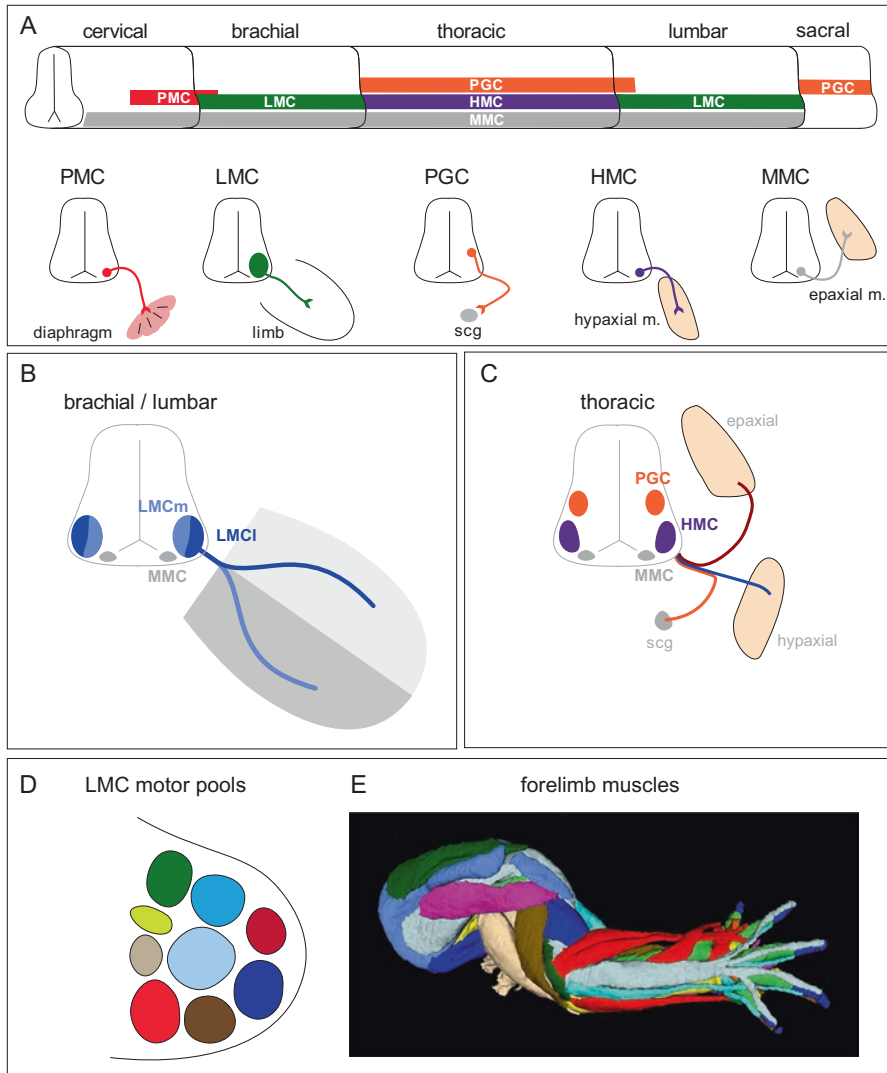 A
cervical brachial thoracic lumbar sacral
PGC PGC
PMC LMC HMC LMC
MMC
PMC LMC PGC HMC MMC
diaphragm limb scg hypaxial m. epaxial m.
B
brachial / lumbar
LMCm
LMCl
MMC
C
thoracic
epaxial
PGC
HMC
MMC
scg
hypaxial
D LMC motor pools
E forelimb muscles